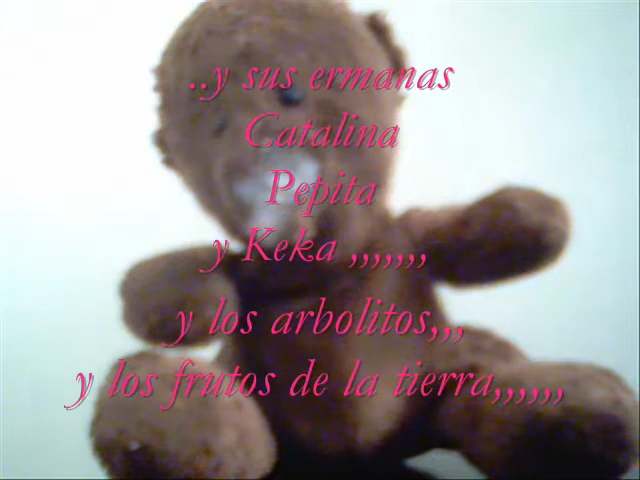 ..y sus ermanas
Catalina
Pepita
y Keka ,,,,,,,
y los arbolitos,,,
y los frutos de la tierra,,,,,,